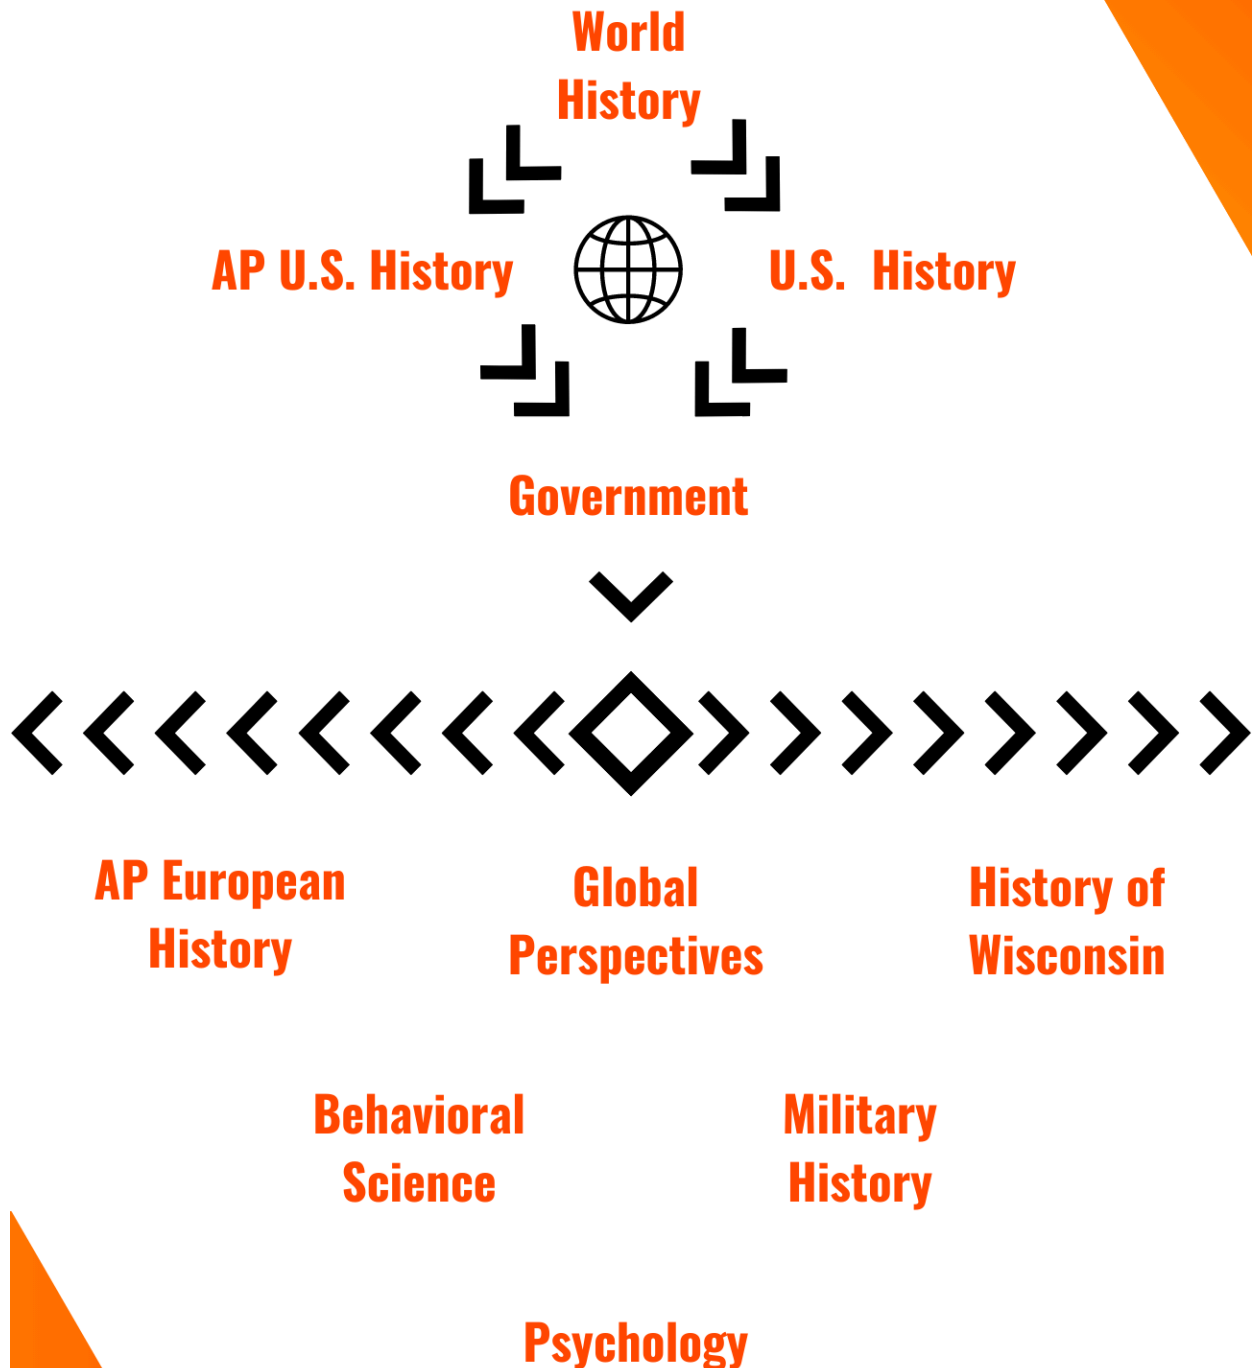 World
History
AP U.S. History
U.S. History
Government
AP European
History
Global
Perspectives
History of
Wisconsin
Behavioral
Science
Military
History
Psychology